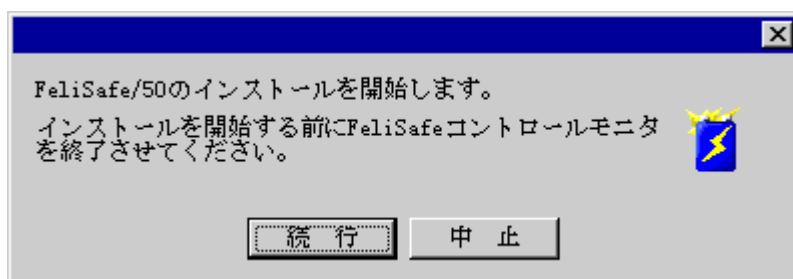 FeliSafe/50のインストールを開始します。
インストールを開始する前にFeliSafeコントロールモニタ
を終了させてください。
続 行
中 止